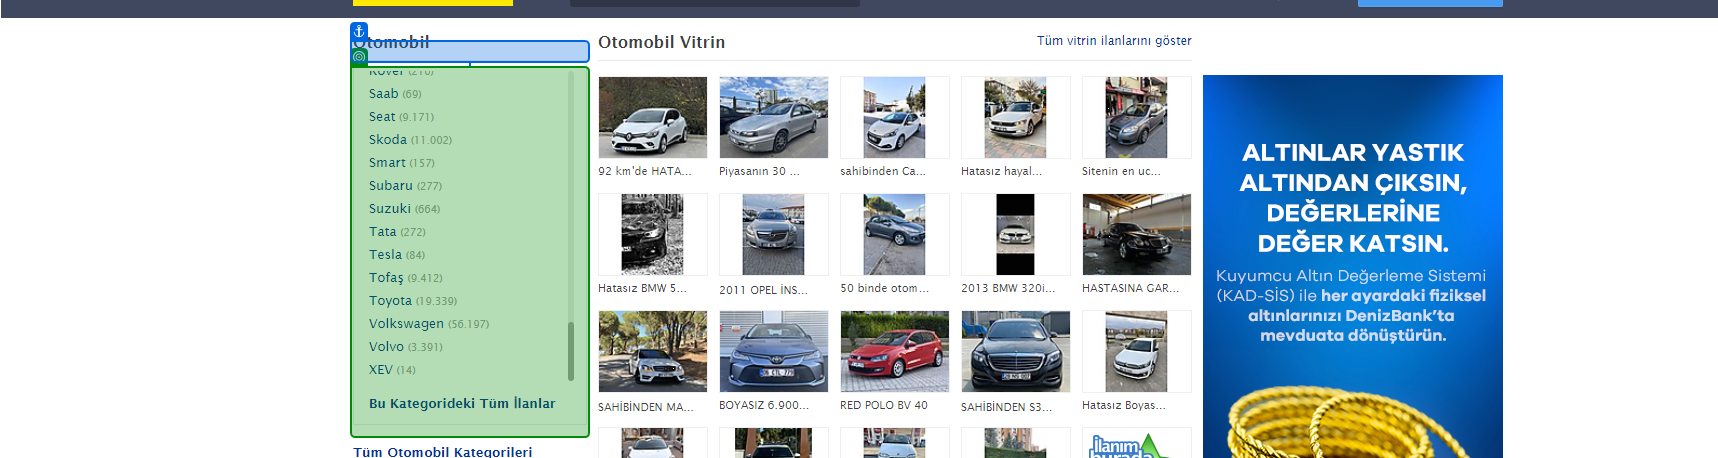 Otomobil
Rover (210)
Saab (69)
Seat (9.171)
Skoda (11.002)
Smart (157)
Subaru (277)
Suzuki (664)
Tata (272)
Tesla (84)
Tofaş (9.412)
Toyota (19.339)
Volkswagen (56.197)
Volvo (3.391)
XEV (14)
Bu Kategorideki Tüm İlanlar
Tüm Otomobil Kategorileri
Otomobil Vitrin
Tüm vitrin ilanlarını göster
92 km'de HATA...
Piyasanın 30 ...
sahibinden Ca...
Hatasız hayal...
Sitenin en uc...
Hatasız BMW 5...
2011 OPEL İNS...
50 binde otom...
2013 BMW 320i...
HASTASINA GAR...
SAHİBİNDEN MA...
BOYASIZ 6.900...
RED POLO BV 40
SAHİBİNDEN S3...
Hatasız Boyas...
ilanım
burada
ALTINLAR YASTIK
ALTINDAN ÇIKSIN,
DEĞERLERİNE
DEĞER KATSIN.
Kuyumcu Altın Değerleme Sistemi
(KAD-SİS) ile her ayardaki fiziksel
altınlarınızı DenizBank'ta
mevduata dönüştürün.